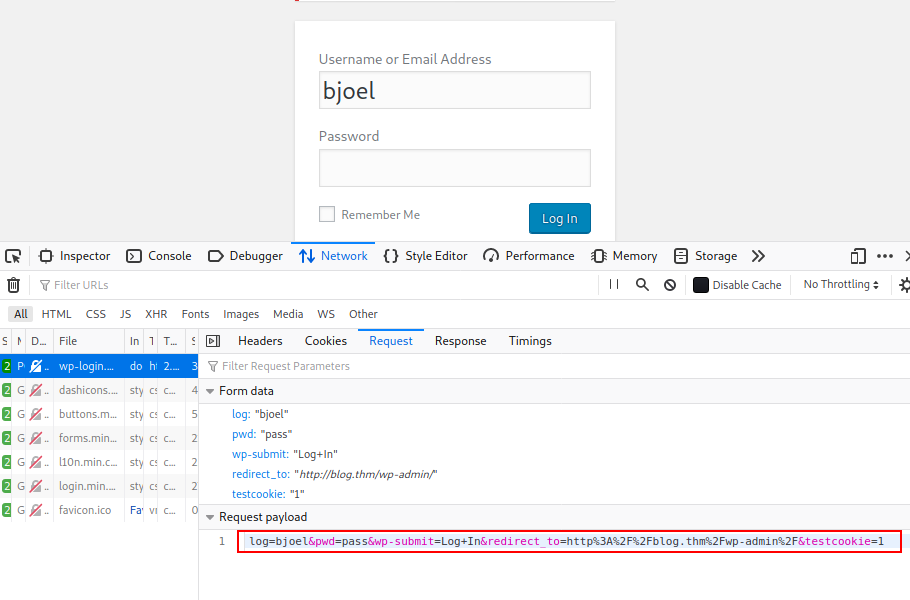 Username or Email Address
bjoel
Password
Remember Me
Log In
Inspector Console Debugger Network Style Editor Performance Memory Storage
Filter URLs
Disable Cache No Throttling
All HTML CSS JS XHR Fonts Images Media WS Other
S M D... File In T T... S Headers Cookies Request Response Timings
2 P .. wp-login.... do ht 2.... 3 Filter Request Parameters
2 G .. dashicons.... sty cs c... 4 Form data
2 G .. buttons.m... sty cs c... 5 log: "bjoel"
2 G .. forms.min... sty cs c... 2 pwd: "pass"
2 G .. l10n.min.c... sty cs c... 2 wp-submit: "Log+In"
2 G .. login.min.... sty cs c... 2 redirect_to: "http://blog.thm/wp-admin/"
2 G .. favicon.ico Fav vn c... 0 testcookie: "1"
Request payload
1 log=bjoel&pwd=pass&wp-submit=Log+In&redirect_to=http%3A%2F%2Fblog.thm%2Fwp-admin%2F&testcookie=1